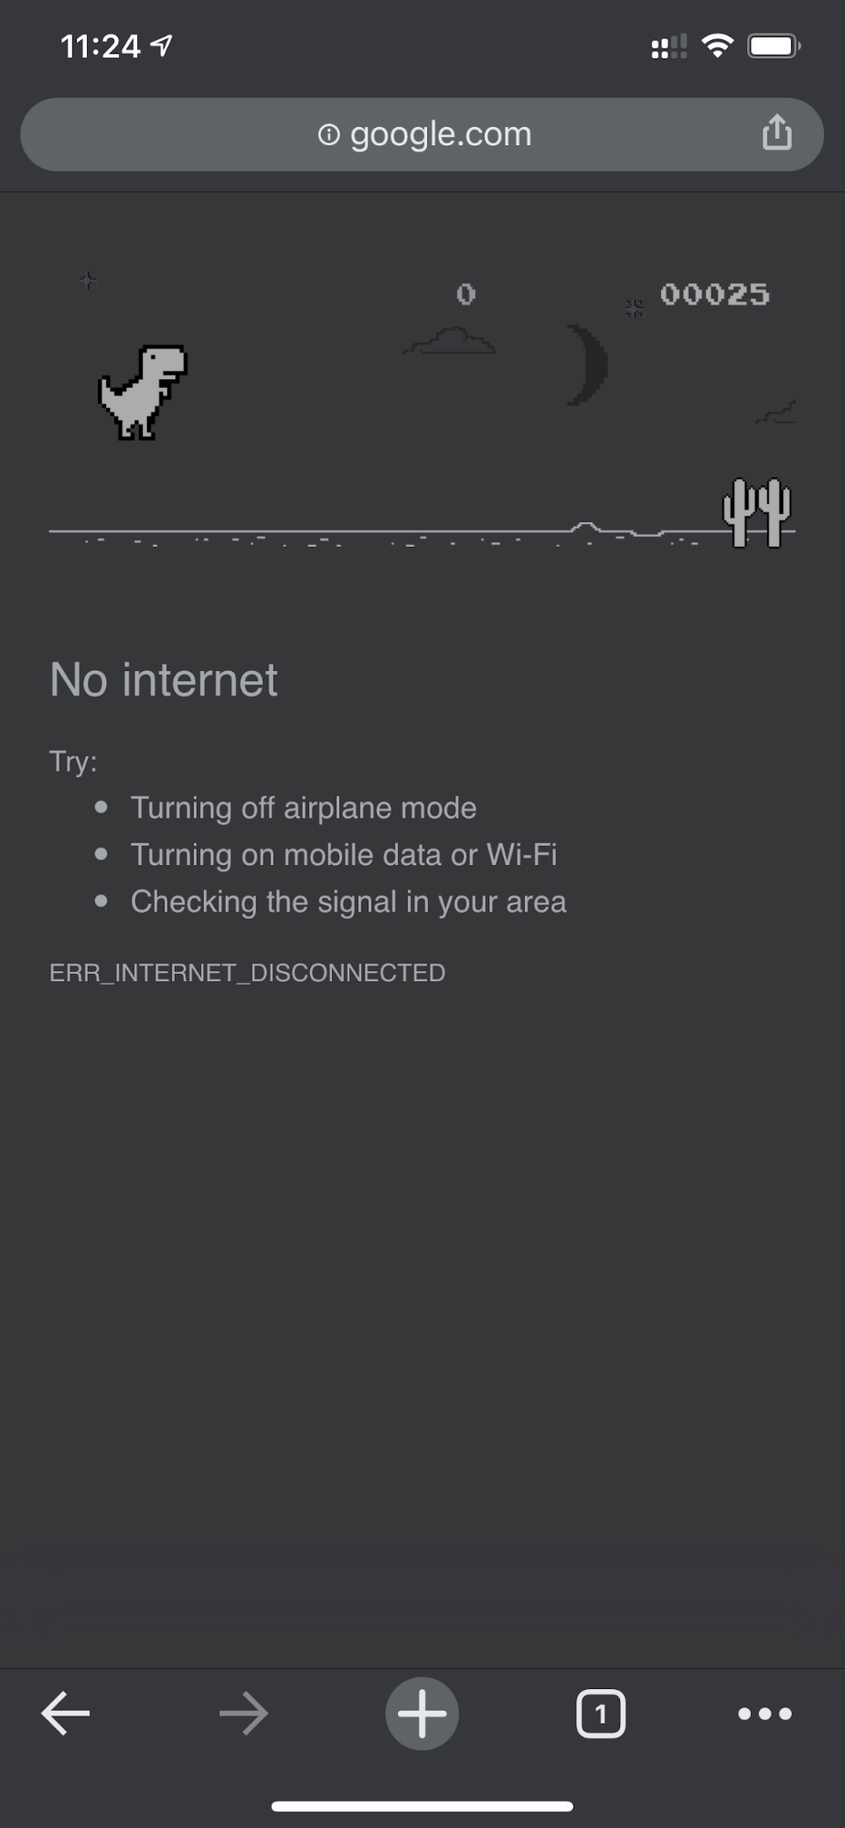 11:24
google.com
0 00025
No internet
Try:
Turning off airplane mode
Turning on mobile data or Wi-Fi
Checking the signal in your area
ERR_INTERNET_DISCONNECTED
1